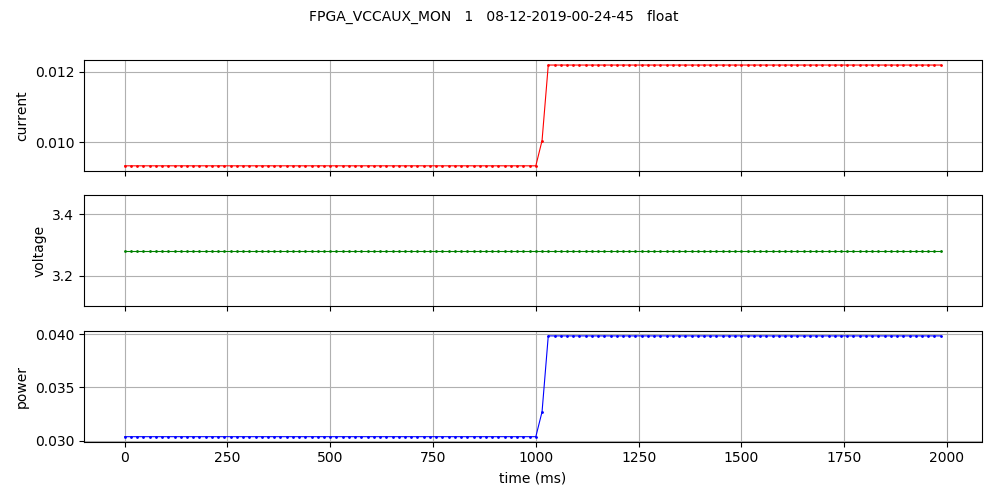 FPGA_VCCAUX_MON 1 08-12-2019-00-24-45 float
0.012
0.010
current
3.4
3.2
voltage
0.040
0.035
0.030
power
0 250 500 750 1000 1250 1500 1750 2000
time (ms)